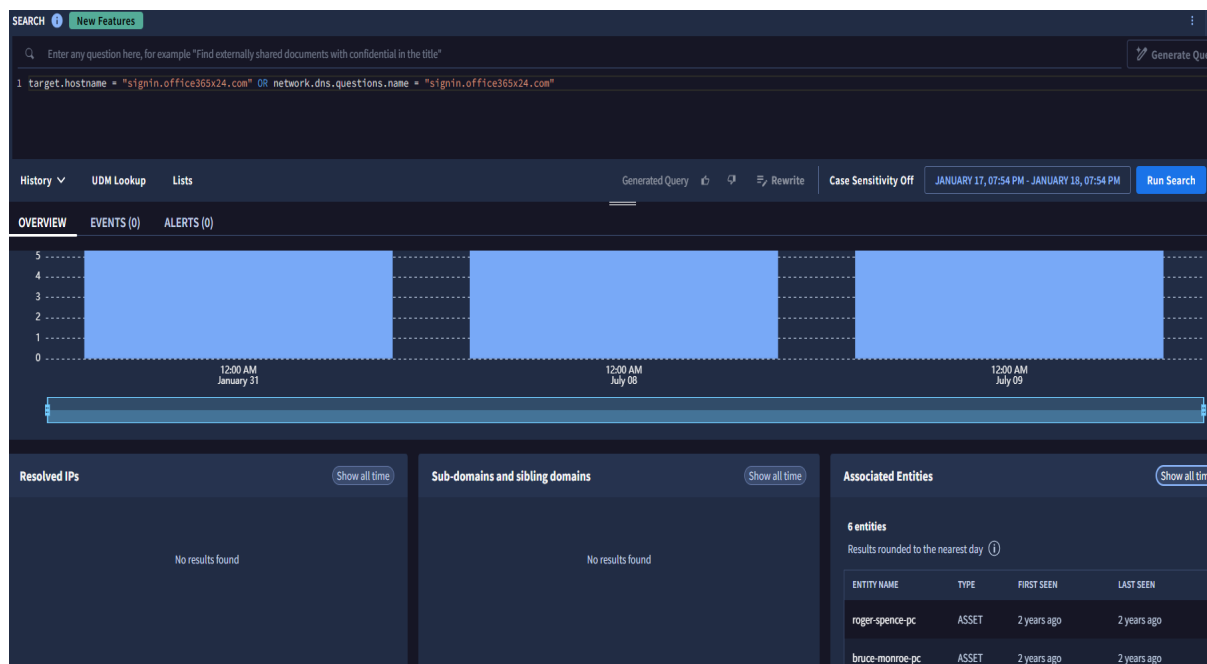 SEARCH New Features
Enter any question here, for example "Find externally shared documents with confidential in the title"
Generate Que
1 target.hostname = "signin.office365x24.com" OR network.dns.questions.name = "signin.office365x24.com"
History UDM Lookup Lists Generated Query Rewrite Case Sensitivity Off JANUARY 17, 07:54 PM - JANUARY 18, 07:54 PM Run Search
OVERVIEW EVENTS (0) ALERTS (0)
5
4
3
2
1
0
12:00 AM 12:00 AM 12:00 AM
January 31 July 08 July 09
Resolved IPs Show all time Sub-domains and sibling domains Show all time Associated Entities Show all tim
6 entities
Results rounded to the nearest day
No results found No results found
ENTITY NAME TYPE FIRST SEEN LAST SEEN
roger-spence-pc ASSET 2 years ago 2 years ago
bruce-monroe-pc ASSET 2 years ago 2 years ago